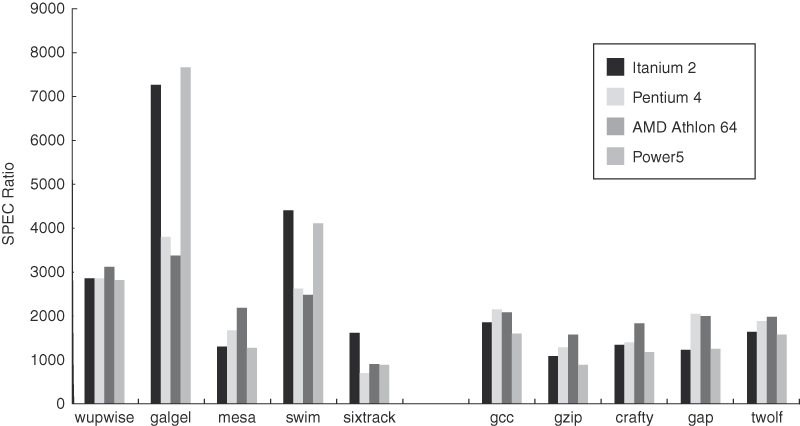 9000
8000
7000
6000
5000
4000
3000
2000
1000
0
SPEC Ratio
Itanium 2
Pentium 4
AMD Athlon 64
Power5
wupwise galgel mesa swim sixtrack gcc gzip crafty gap twolf